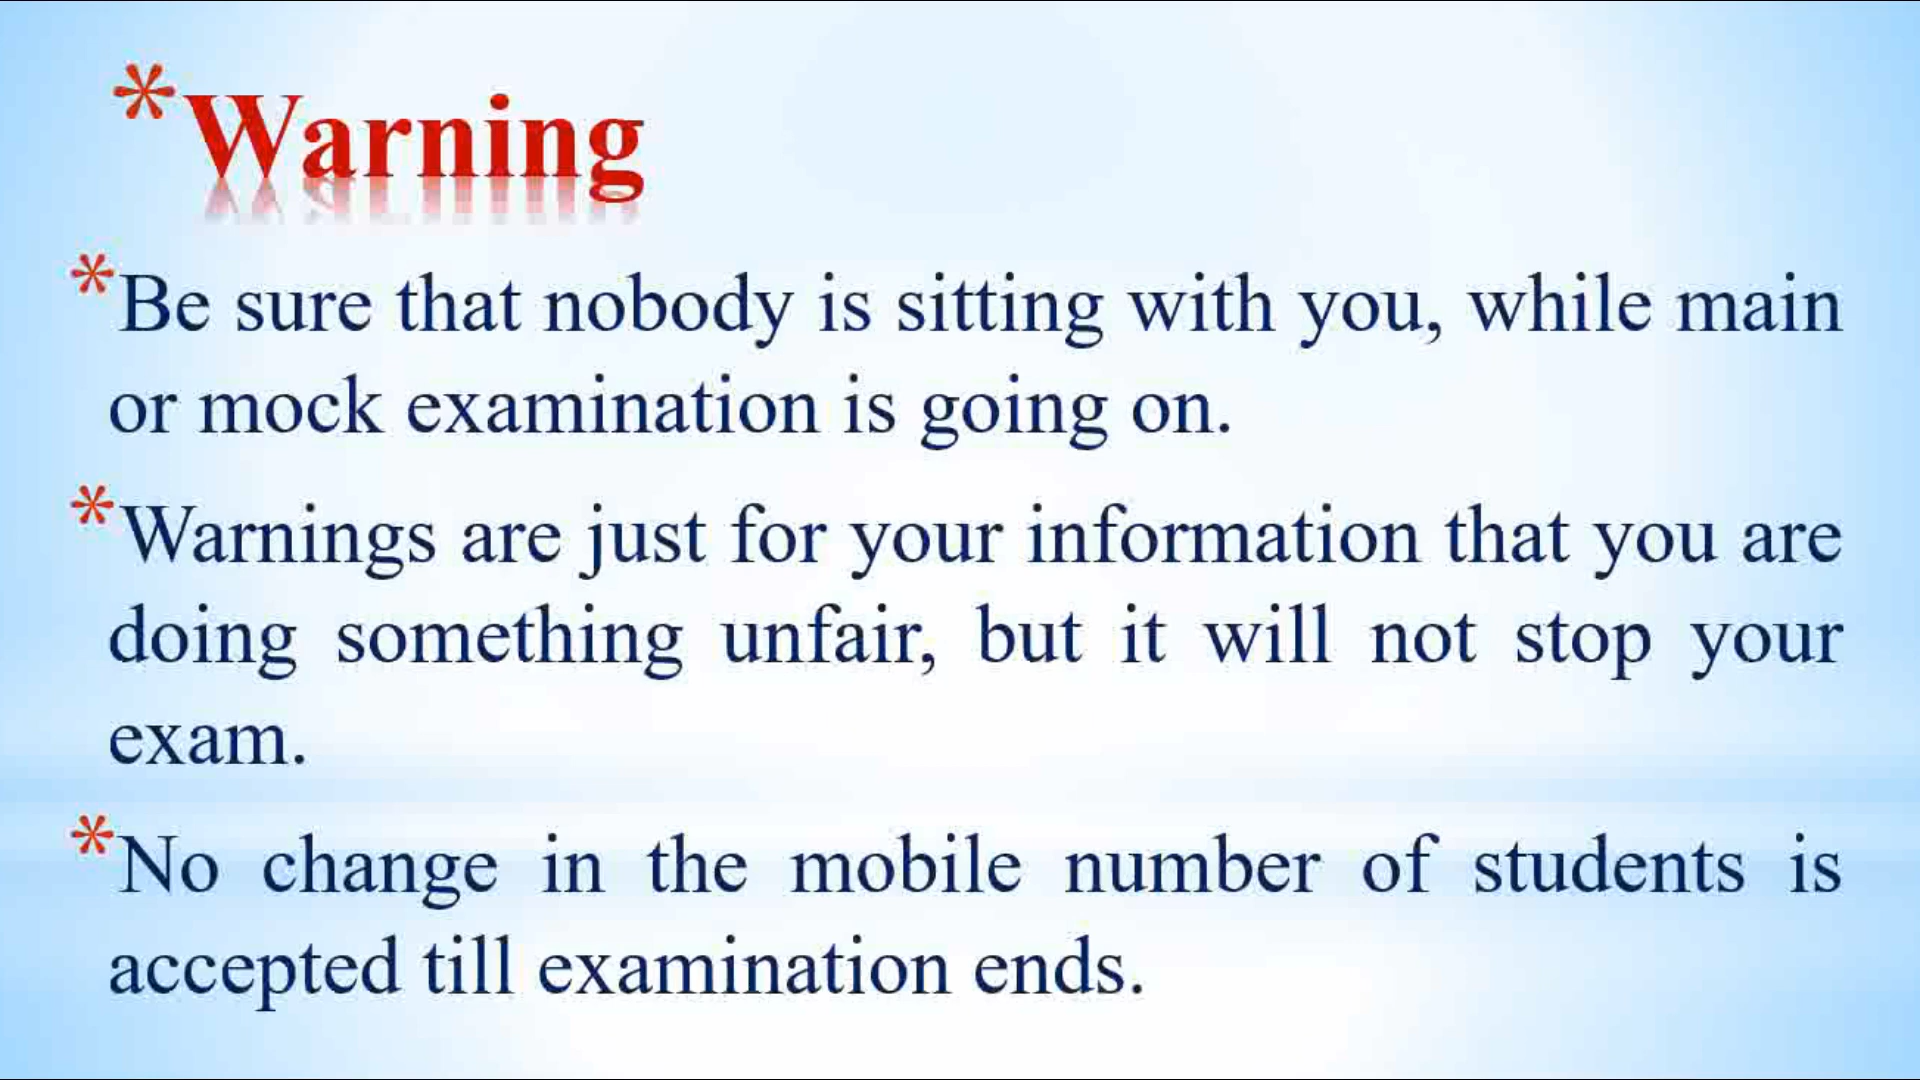 *Warning
*Be sure that nobody is sitting with you, while main
or mock examination is going on.
*Warnings are just for your information that you are
doing something unfair, but it will not stop your
exam.
*No change in the mobile number of students is
accepted till examination ends.